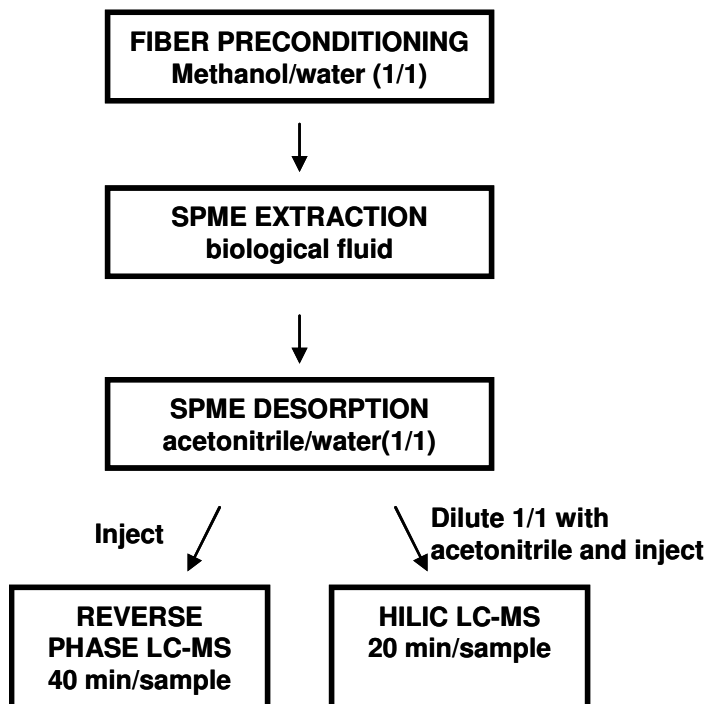 FIBER PRECONDITIONING
Methanol/water (1/1)
SPME EXTRACTION
biological fluid
SPME DESORPTION
acetonitrile/water(1/1)
Inject
Dilute 1/1 with
acetonitrile and inject
REVERSE
PHASE LC-MS
40 min/sample
HILIC LC-MS
20 min/sample